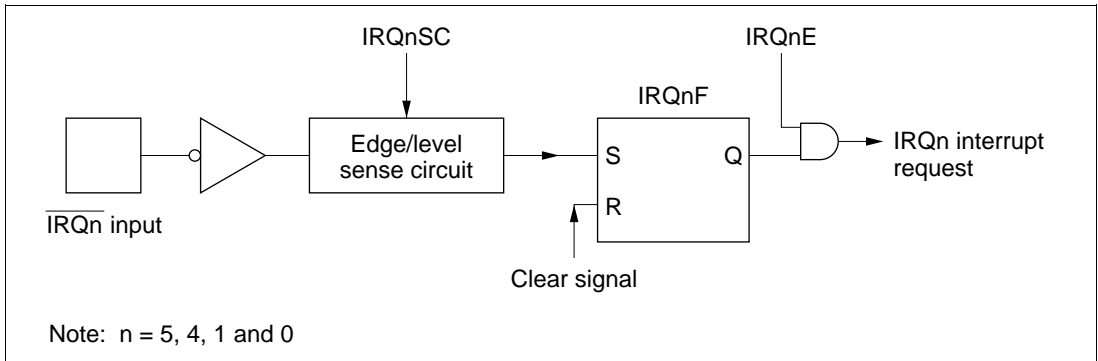 IRQnSC
IRQnE
IRQnF
Edge/level
sense circuit
S
Q
R
IRQn interrupt
request
I̅R̅Q̅n̅ input
Clear signal
Note: n = 5, 4, 1 and 0